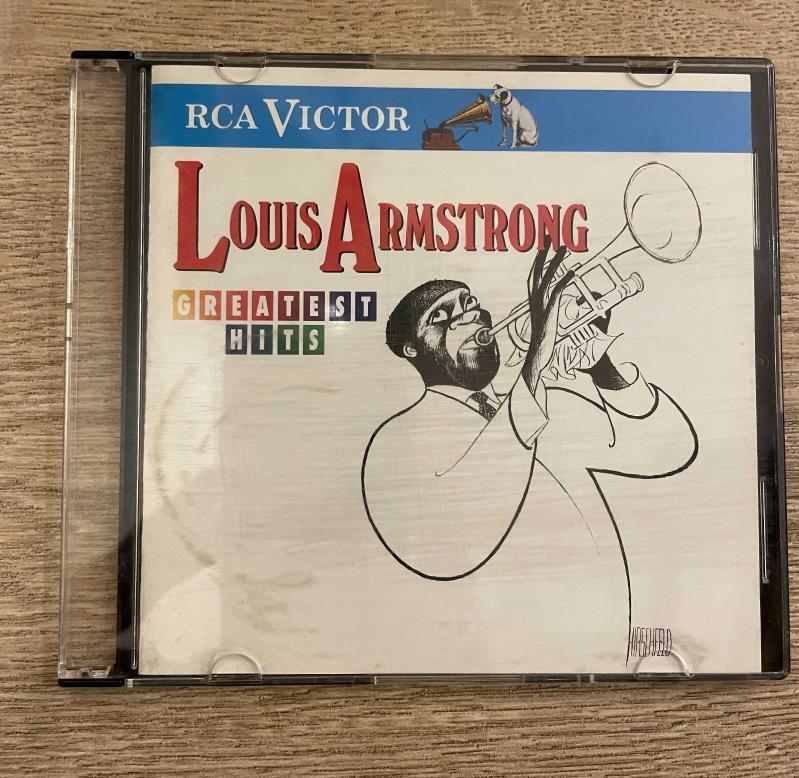 RCA VICTOR
LOUIS ARMSTRONG
GREATEST
HITS
HIRSCHFELD